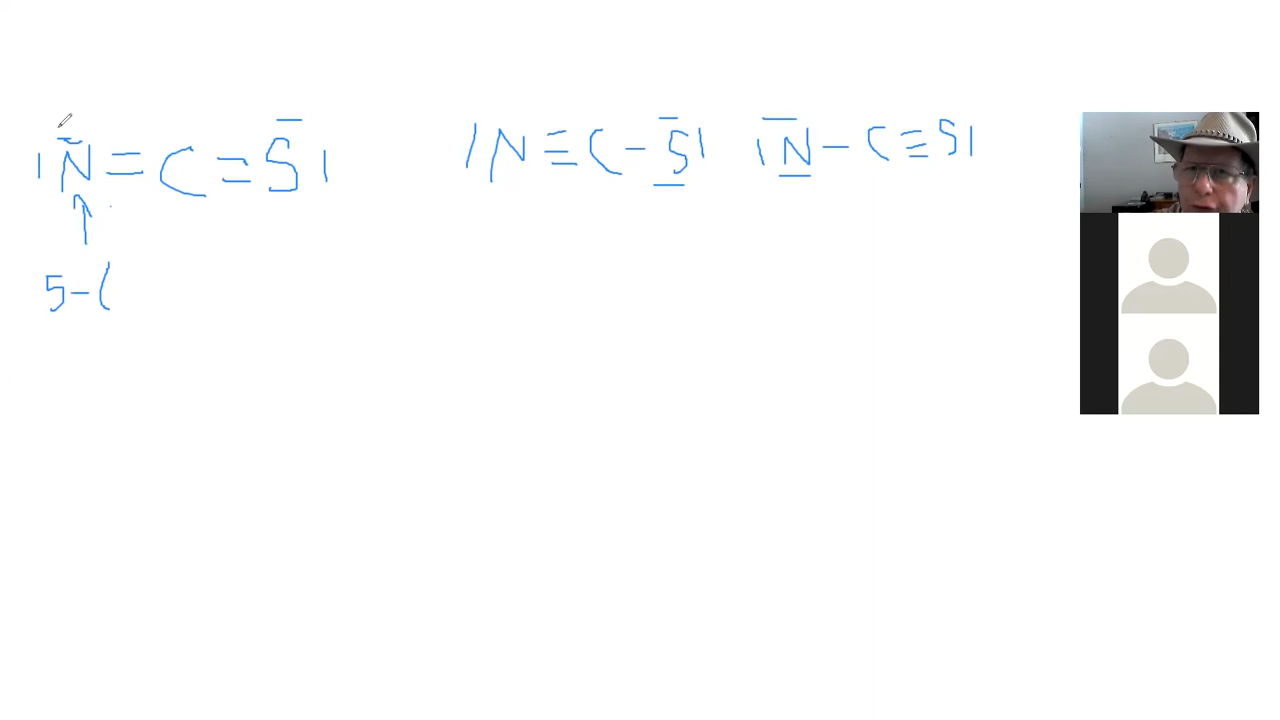 |N̅ = C = S̅| |N ≡ C - S̲̅| |N̲̅ - C ≡ S|
↑
5-(